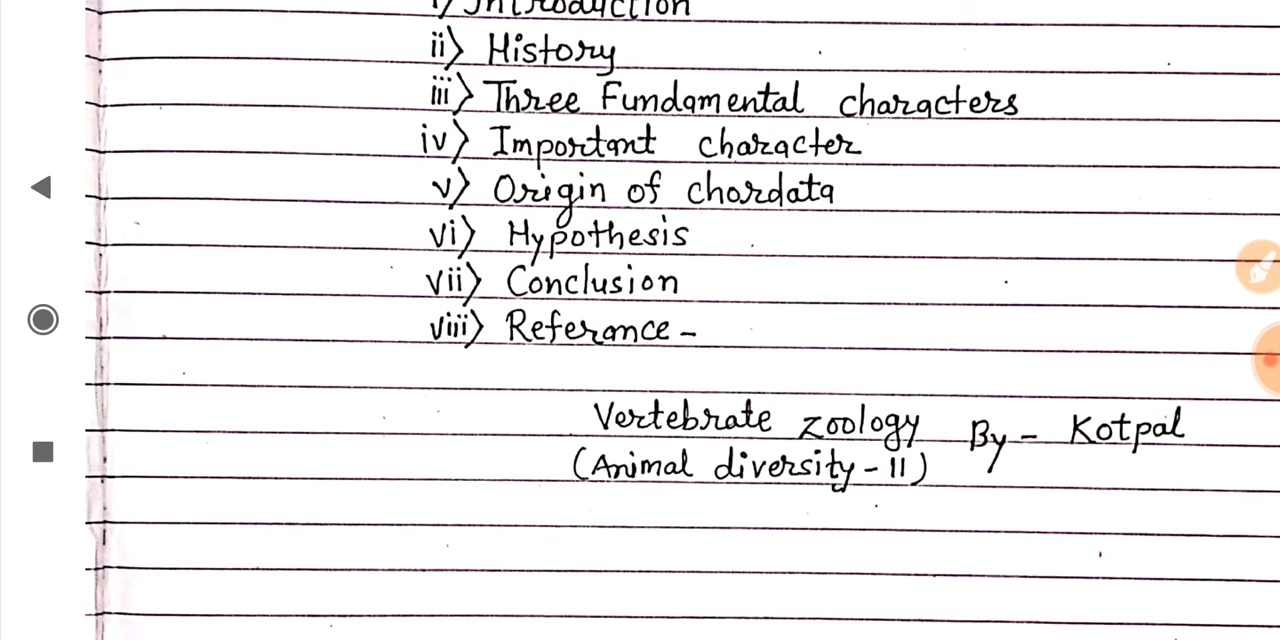 i) Introduction
ii) History
iii) Three Fundamental characters
iv) Important character
v) Origin of chordata
vi) Hypothesis
vii) Conclusion
viii) Referance -
Vertebrate zoology By - Kotpal
(Animal diversity - II)